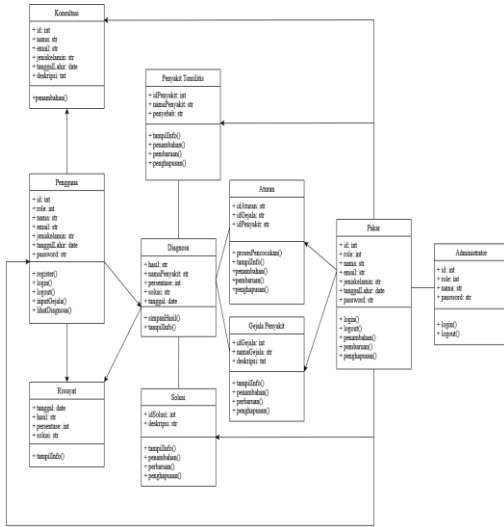 Konsultasi
+ id: int
+ nama: str
+ email: str
+ jeniskelamin: str
+ tanggalLahir: date
+ deskripsi: txt
+penambahan()
Penyakit Tonsilitis
+ idPenyakit: int
+ namaPenyakit: str
+ penyebab: str
+ tampilInfo()
+ penambahan()
+ pembaruan()
+ penghapusan()
Pengguna
+ id: int
+ role: int
+ nama: str
+ email: str
+ jeniskelamin: str
+ tanggalLahir: date
+ password: str
+ register()
+ login()
+ logout()
+ inputGejala()
+ lihatDiagnosa()
Diagnosa
+ hasil: str
+ namaPenyakit: str
+ persentase: int
+ solusi: str
+ tanggal: date
+ simpanHasil()
+ tampilInfo()
Aturan
+ idAturan: str
+ idGejala: str
+ idPenyakit: str
+ prosesPencocokan()
+ tampilInfo()
+penambahan()
+pembaruan()
+penghapusan()
Gejala Penyakit
+ idGejala: int
+ namaGejala: str
+ deskripsi: txt
+ tampilInfo()
+ penambahan()
+ perbaruan()
+ penghapusan()
Pakar
+ id: int
+ role: int
+ nama: str
+ email: str
+ jeniskelamin: str
+ tanggalLahir: date
+ password: str
+ login()
+ logout()
+ penambahan()
+ pembaruan()
+ penghapusan()
Administrator
+ id: int
+ role: int
+ nama: str
+ password: str
+ login()
+ logout()
Riwayat
+ tanggal: date
+ hasil: str
+ persentase: int
+ solusi: str
+ tampilInfo()
Solusi
+ idSolusi: int
+ deskripsi: str
+ tampilInfo()
+ penambahan()
+ perbaruan()
+ penghapusan()